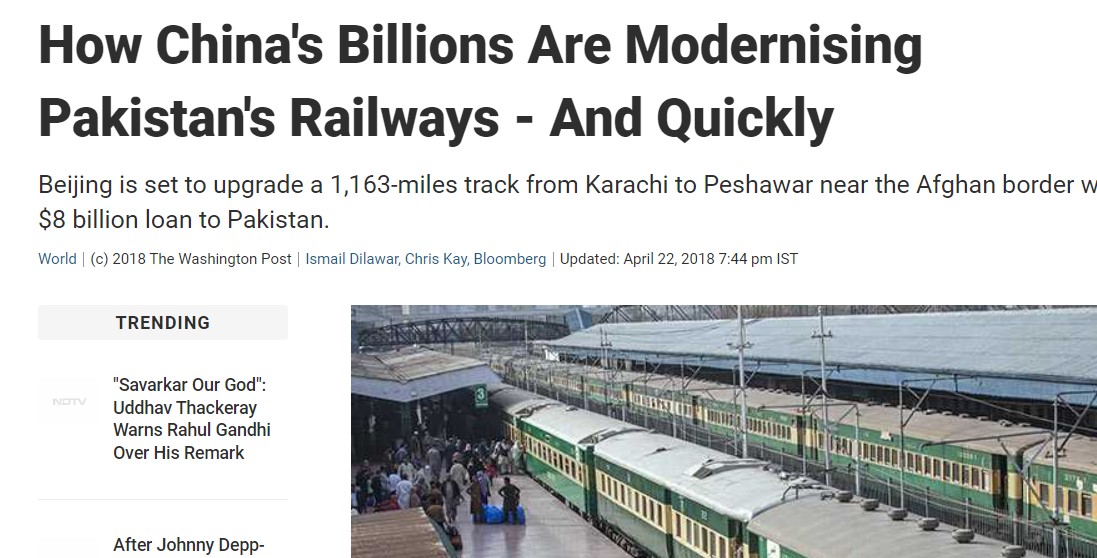 How China's Billions Are Modernising
Pakistan's Railways - And Quickly
Beijing is set to upgrade a 1,163-miles track from Karachi to Peshawar near the Afghan border
$8 billion loan to Pakistan.
World | (c) 2018 The Washington Post | Ismail Dilawar, Chris Kay, Bloomberg | Updated: April 22, 2018 7:44 pm IST
TRENDING
NDTV
"Savarkar Our God":
Uddhav Thackeray
Warns Rahul Gandhi
Over His Remark
After Johnny Depp-
3